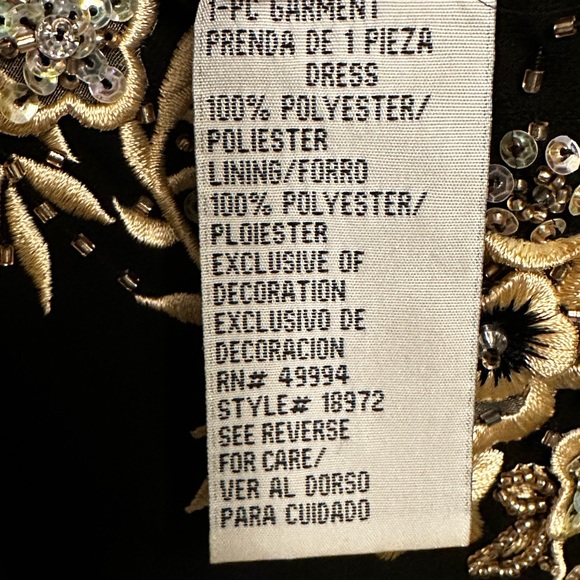 1-PC GARMENT
PRENDA DE 1 PIEZA
DRESS
100% POLYESTER/
POLIESTER
LINING/FORRO
100% POLYESTER/
PLOIESTER
EXCLUSIVE OF
DECORATION
EXCLUSIVO DE
DECORACION
RN# 49994
STYLE# 18972
SEE REVERSE
FOR CARE/
VER AL DORSO
PARA CUIDADO